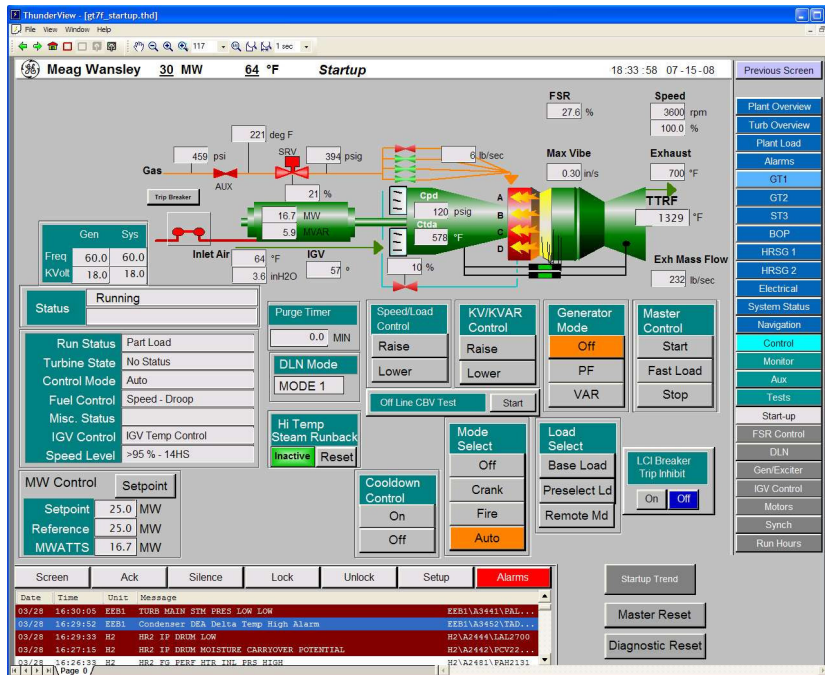 ThunderView - [gt7f_startup.thd]
File View Window Help
117 1 sec
Meag Wansley 30 MW 64 °F Startup 18:33:58 07-15-08
Previous Screen
Plant Overview
Turb Overview
Plant Load
Alarms
GT1
GT2
ST3
BOP
HRSG 1
HRSG 2
Electrical
System Status
Navigation
Control
Monitor
Aux
Tests
Start-up
FSR Control
DLN
Gen/Exciter
IGV Control
Motors
Synch
Run Hours
FSR Speed
27.6 % 3600 rpm
100.0 %
221 deg F
459 psi SRV 394 psig 6 lb/sec
Gas
AUX
Max Vibe Exhaust
0.30 in/s 700 °F
Trip Breaker
21 %
TTRF
1329 °F
Cpd
120 psig
Ctda
578 °F
A
B
C
D
16.7 MW
5.9 MVAR
Gen Sys
Freq 60.0 60.0
KVolt 18.0 18.0
Inlet Air 64 °F IGV
3.6 inH2O 57 °
10 %
Exh Mass Flow
232 lb/sec
Status Running
Run Status Part Load
Turbine State No Status
Control Mode Auto
Fuel Control Speed - Droop
Misc. Status
IGV Control IGV Temp Control
Speed Level >95 % - 14HS
Purge Timer
0.0 MIN
DLN Mode
MODE 1
Hi Temp
Steam Runback
Inactive Reset
Speed/Load
Control
Raise
Lower
KV/KVAR
Control
Raise
Lower
Generator
Mode
Off
PF
VAR
Master
Control
Start
Fast Load
Stop
Off Line CBV Test Start
Mode
Select
Off
Crank
Fire
Auto
Load
Select
Base Load
Preselect Ld
Remote Md
LCI Breaker
Trip Inhibit
On Off
MW Control Setpoint
Setpoint 25.0 MW
Reference 25.0 MW
MWATTS 16.7 MW
Cooldown
Control
On
Off
Screen Ack Silence Lock Unlock Setup Alarms
Date Time Unit Message
03/28 16:30:05 EEB1 TURB MAIN STM PRES LOW LOW EEB1\A3441\PAL...
03/28 16:29:52 EEB1 Condenser DEA Delta Temp High Alarm EEB1\A3452\TAD...
03/28 16:29:33 H2 HR2 IP DRUM LOW H2\A2444\LAL2700
03/28 16:27:15 H2 HR2 IP DRUM MOISTURE CARRYOVER POTENTIAL H2\A2442\PCV22...
03/28 16:26:33 H2 HR2 FG PERF HTR INL PRS HIGH H2\A2481\PAH2131
Page 0
Startup Trend
Master Reset
Diagnostic Reset